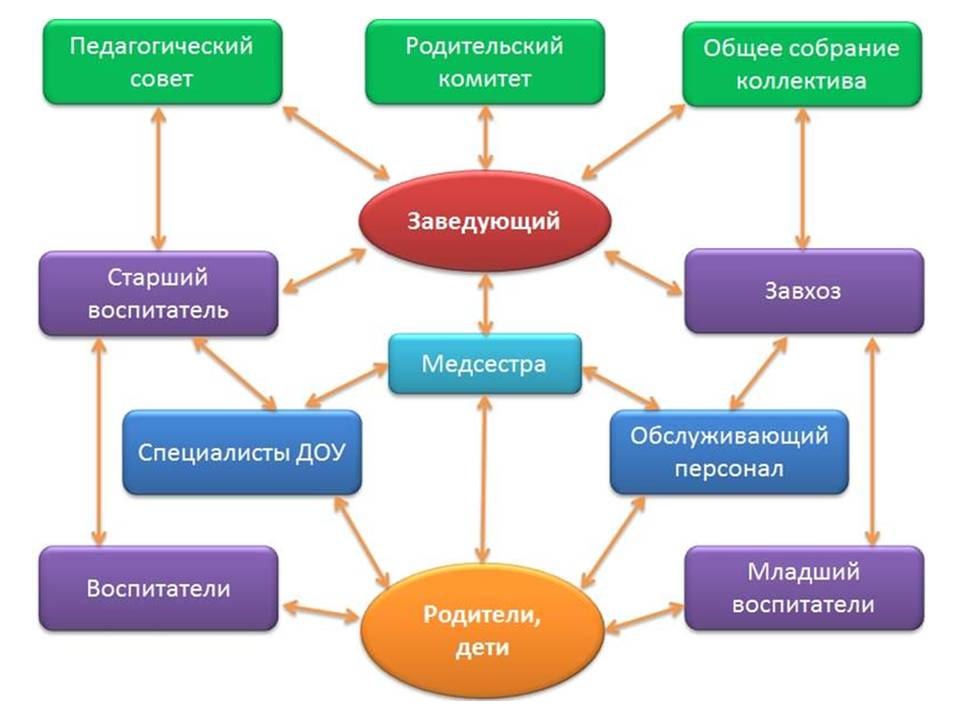 Педагогический
совет
Родительский
комитет
Общее собрание
коллектива
Заведующий
Старший
воспитатель
Завхоз
Медсестра
Специалисты ДОУ
Обслуживающий
персонал
Воспитатели
Младший
воспитатели
Родители,
дети